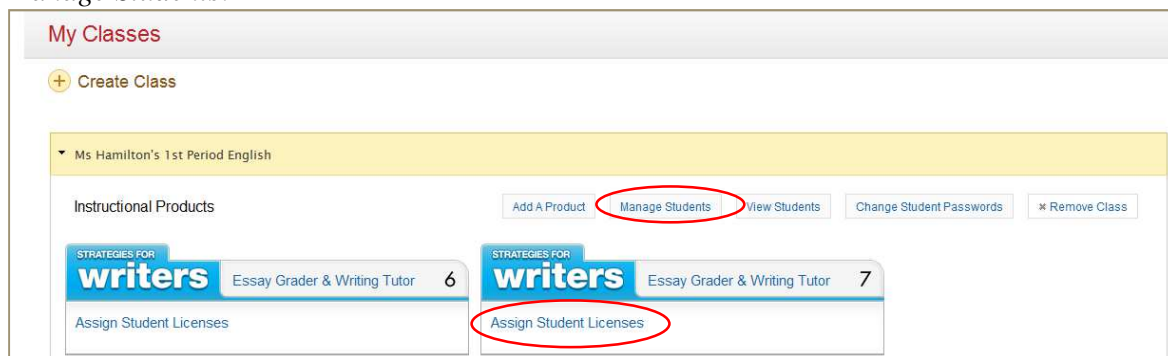 Manage Students.
My Classes
+ Create Class
Ms Hamilton's 1st Period English
Instructional Products Add A Product Manage Students View Students Change Student Passwords × Remove Class
STRATEGIES FOR writers Essay Grader & Writing Tutor 6 STRATEGIES FOR writers Essay Grader & Writing Tutor 7
Assign Student Licenses Assign Student Licenses